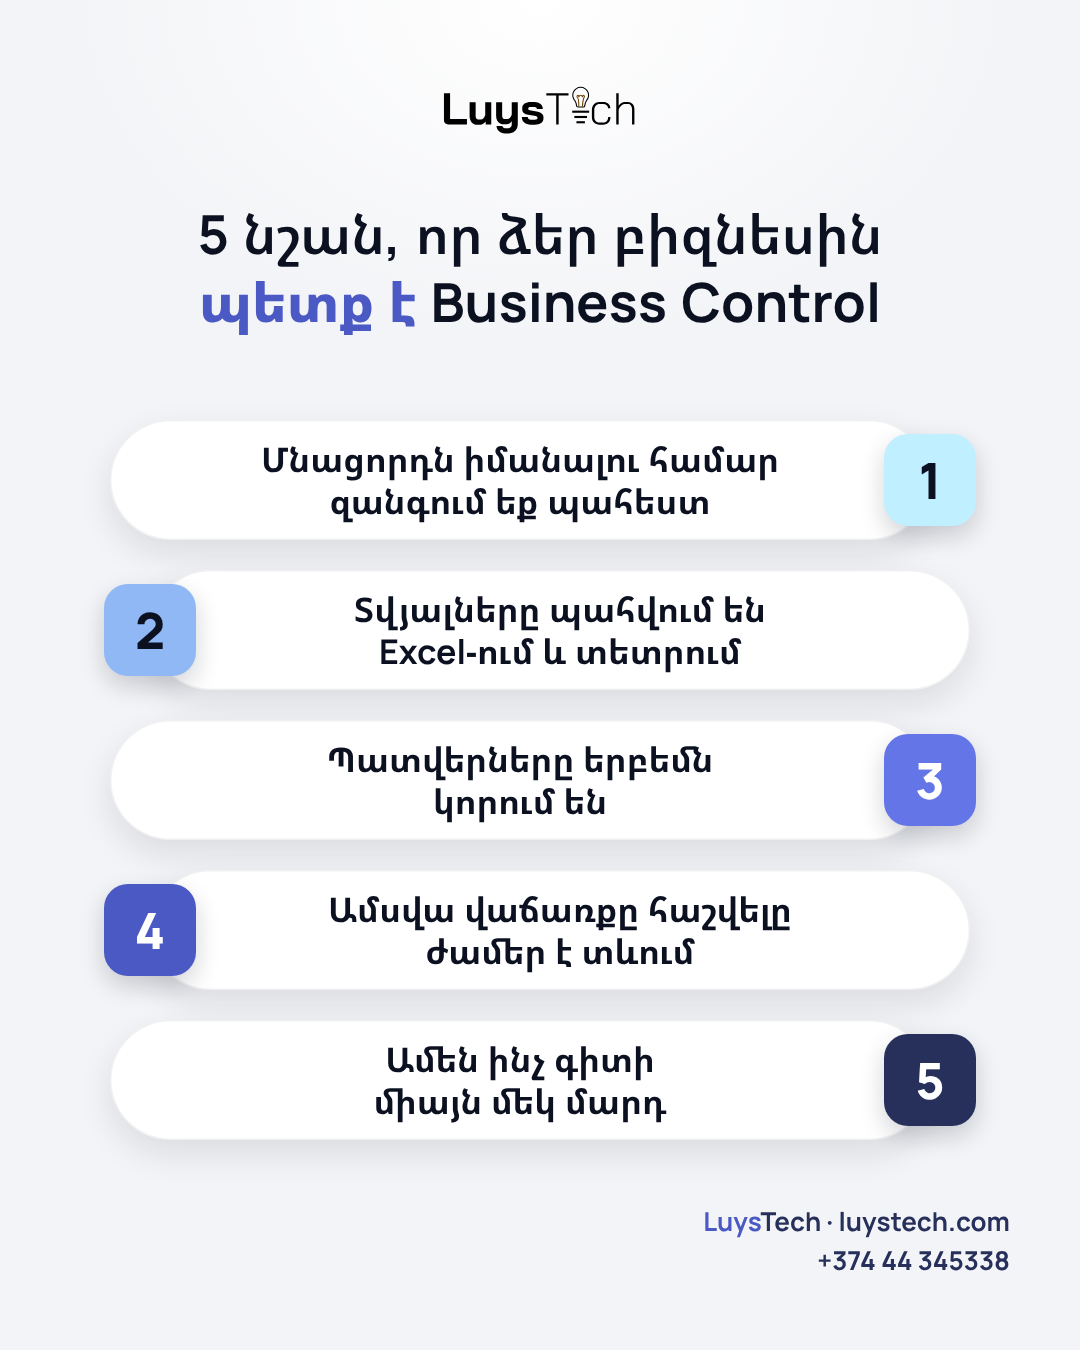 LuysTech
5 նշան, որ ձեր բիզնեսին
պետք է Business Control
Մնացորդն իմանալու համար
զանգում եք պահեստ
1
2
Տվյալները պահվում են
Excel-ում և տետրում
Պատվերները երբեմն
կորում են
3
4
Ամսվա վաճառքը հաշվելը
ժամեր է տևում
Ամեն ինչ գիտի
միայն մեկ մարդ
5
LuysTech · luystech.com
+374 44 345338